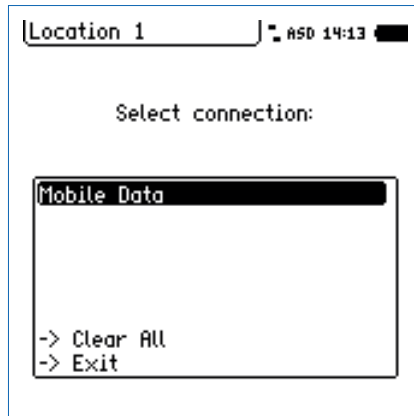 Location 1 ASD 14:13
Select connection:
Mobile Data
-> Clear All
-> Exit